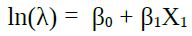 ln(λ) = β₀ + β₁X₁